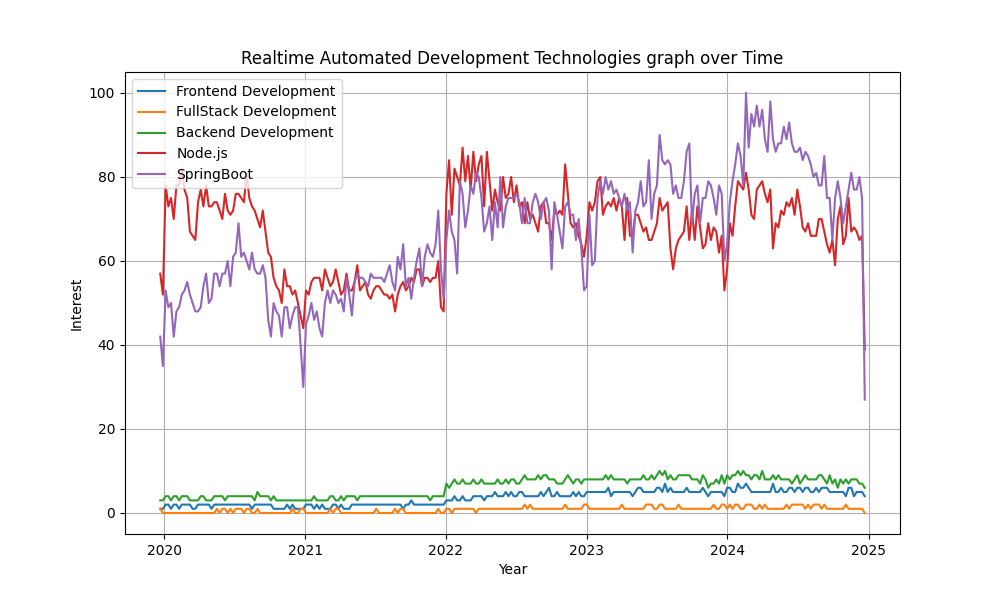 Realtime Automated Development Technologies graph over Time
Frontend Development
FullStack Development
Backend Development
Node.js
SpringBoot
100
80
60
40
20
0
Interest
2020 2021 2022 2023 2024 2025
Year